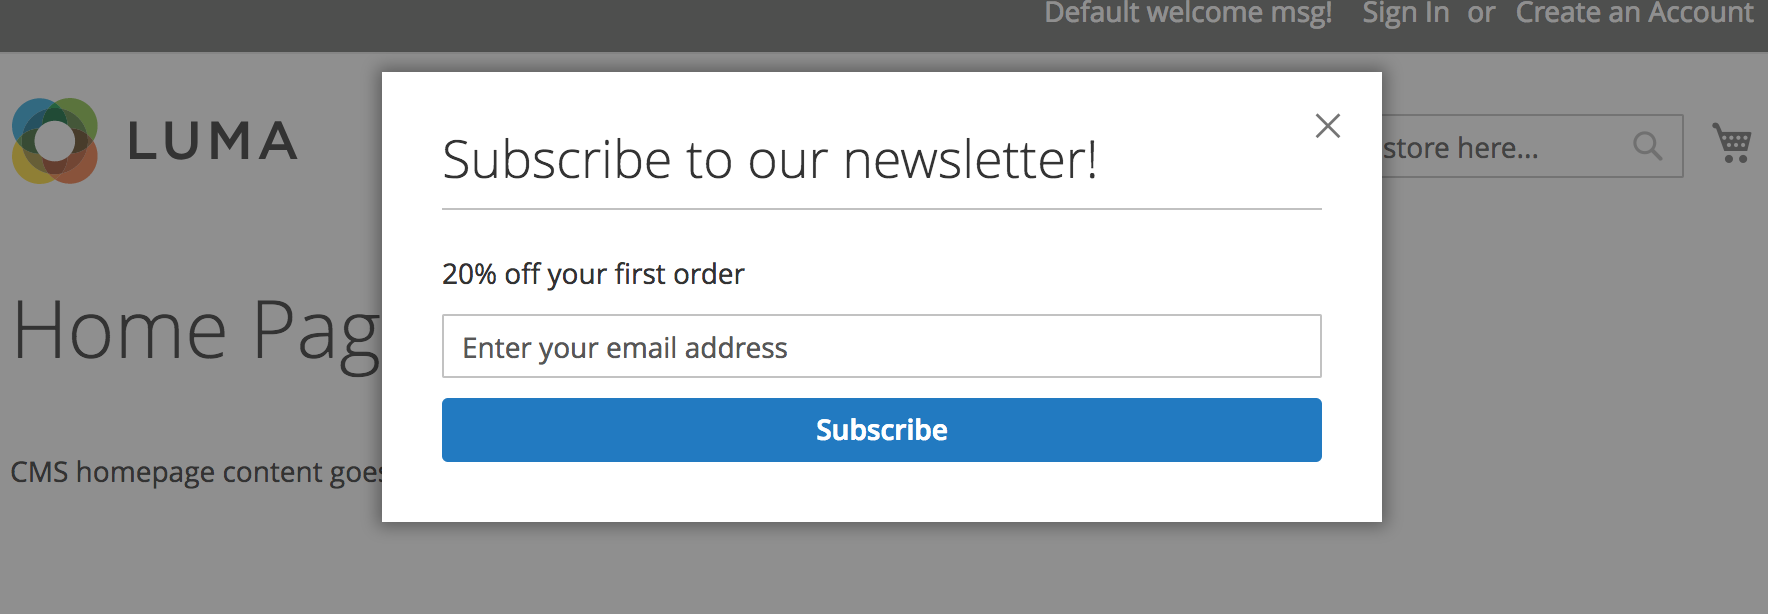 Default welcome msg! Sign In or Create an Account
LUMA
store here...
Subscribe to our newsletter!
20% off your first order
Home Pag
Enter your email address
Subscribe
CMS homepage content goes